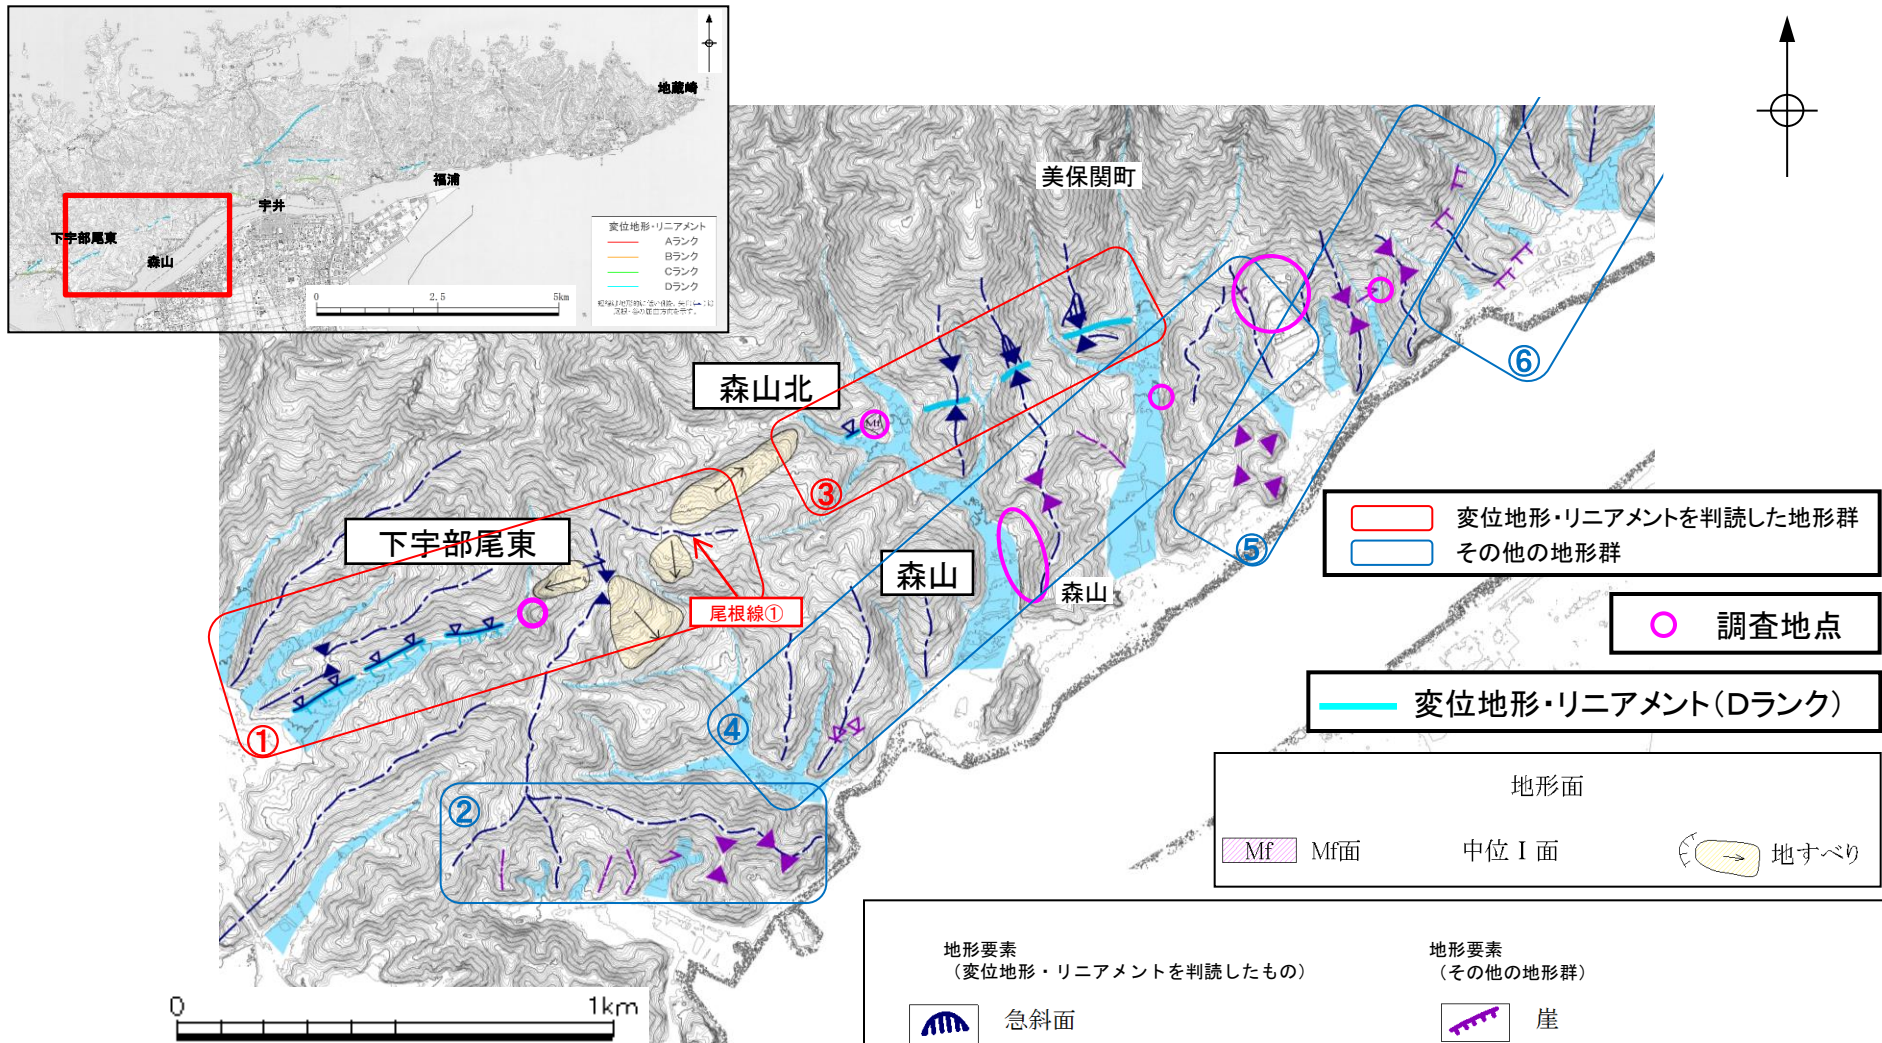 地蔵崎
福浦
宇井
下宇部尾東
森山
変位地形・リニアメント
Aランク
Bランク
Cランク
Dランク
0
2.5
5km
美保関町
森山北
Mf
③
下宇部尾東
尾根線①
森山
森山
①
②
④
⑤
⑥
変位地形・リニアメントを判読した地形群
その他の地形群
調査地点
変位地形・リニアメント(Dランク)
地形面
Mf
Mf面
中位Ⅰ面
地すべり
地形要素
(変位地形・リニアメントを判読したもの)
急斜面
地形要素
(その他の地形群)
崖
0
1km